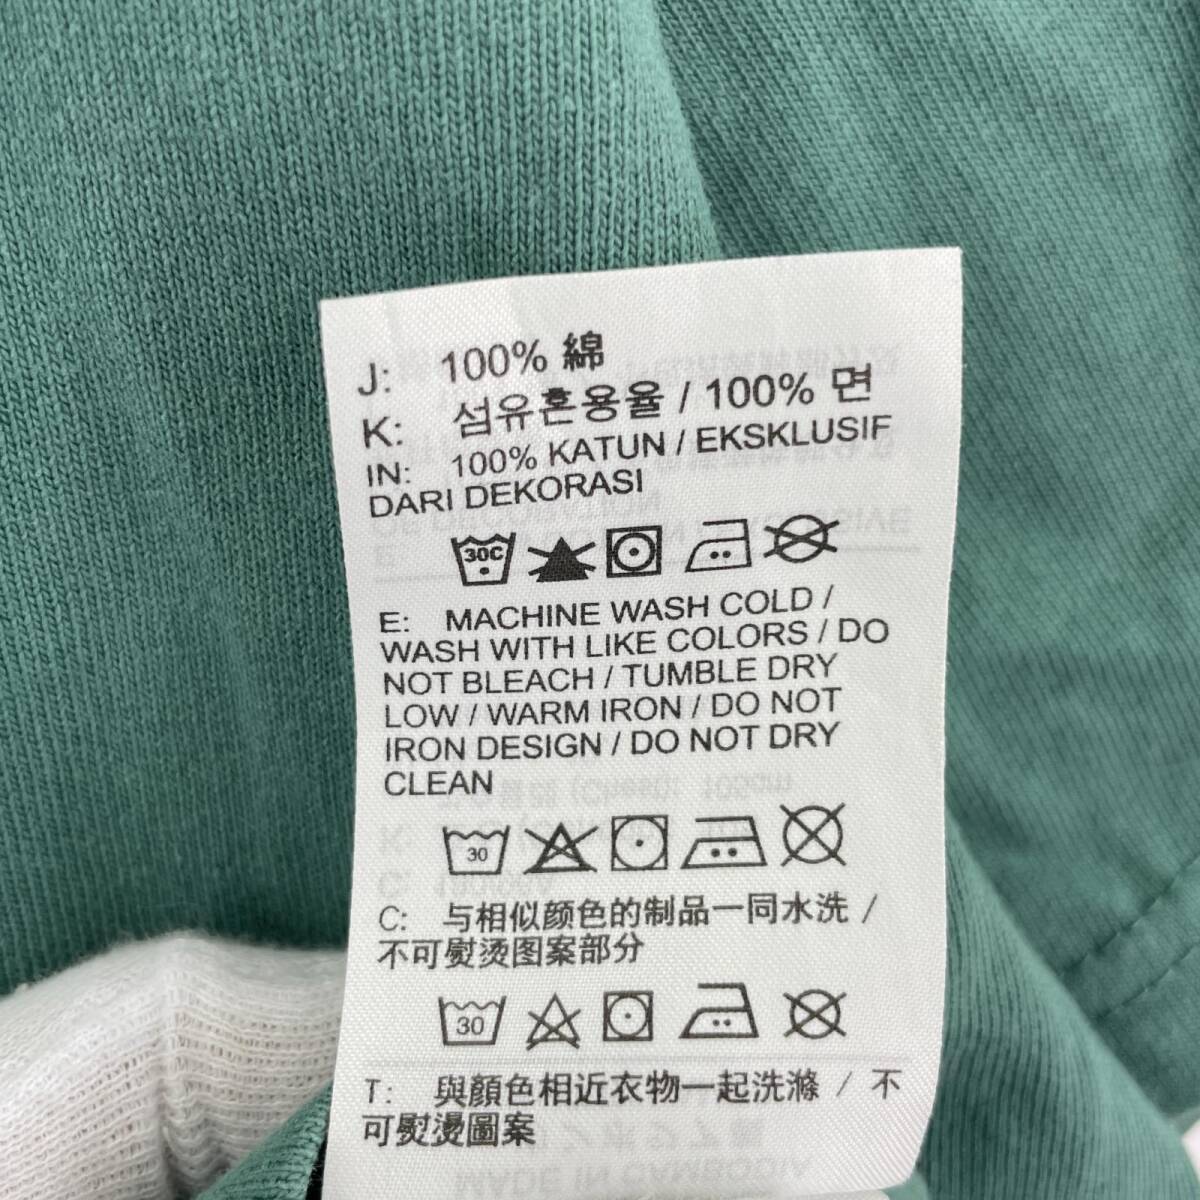 J: 100% 綿
K: 섬유혼용율 / 100% 면
IN: 100% KATUN / EKSKLUSIF
DARI DEKORASI
30C
E: MACHINE WASH COLD /
WASH WITH LIKE COLORS / DO
NOT BLEACH / TUMBLE DRY
LOW / WARM IRON / DO NOT
IRON DESIGN / DO NOT DRY
CLEAN
30
C: 与相似颜色的制品一同水洗 /
不可熨烫图案部分
30
T: 與顏色相近衣物一起洗滌 / 不
可熨燙圖案